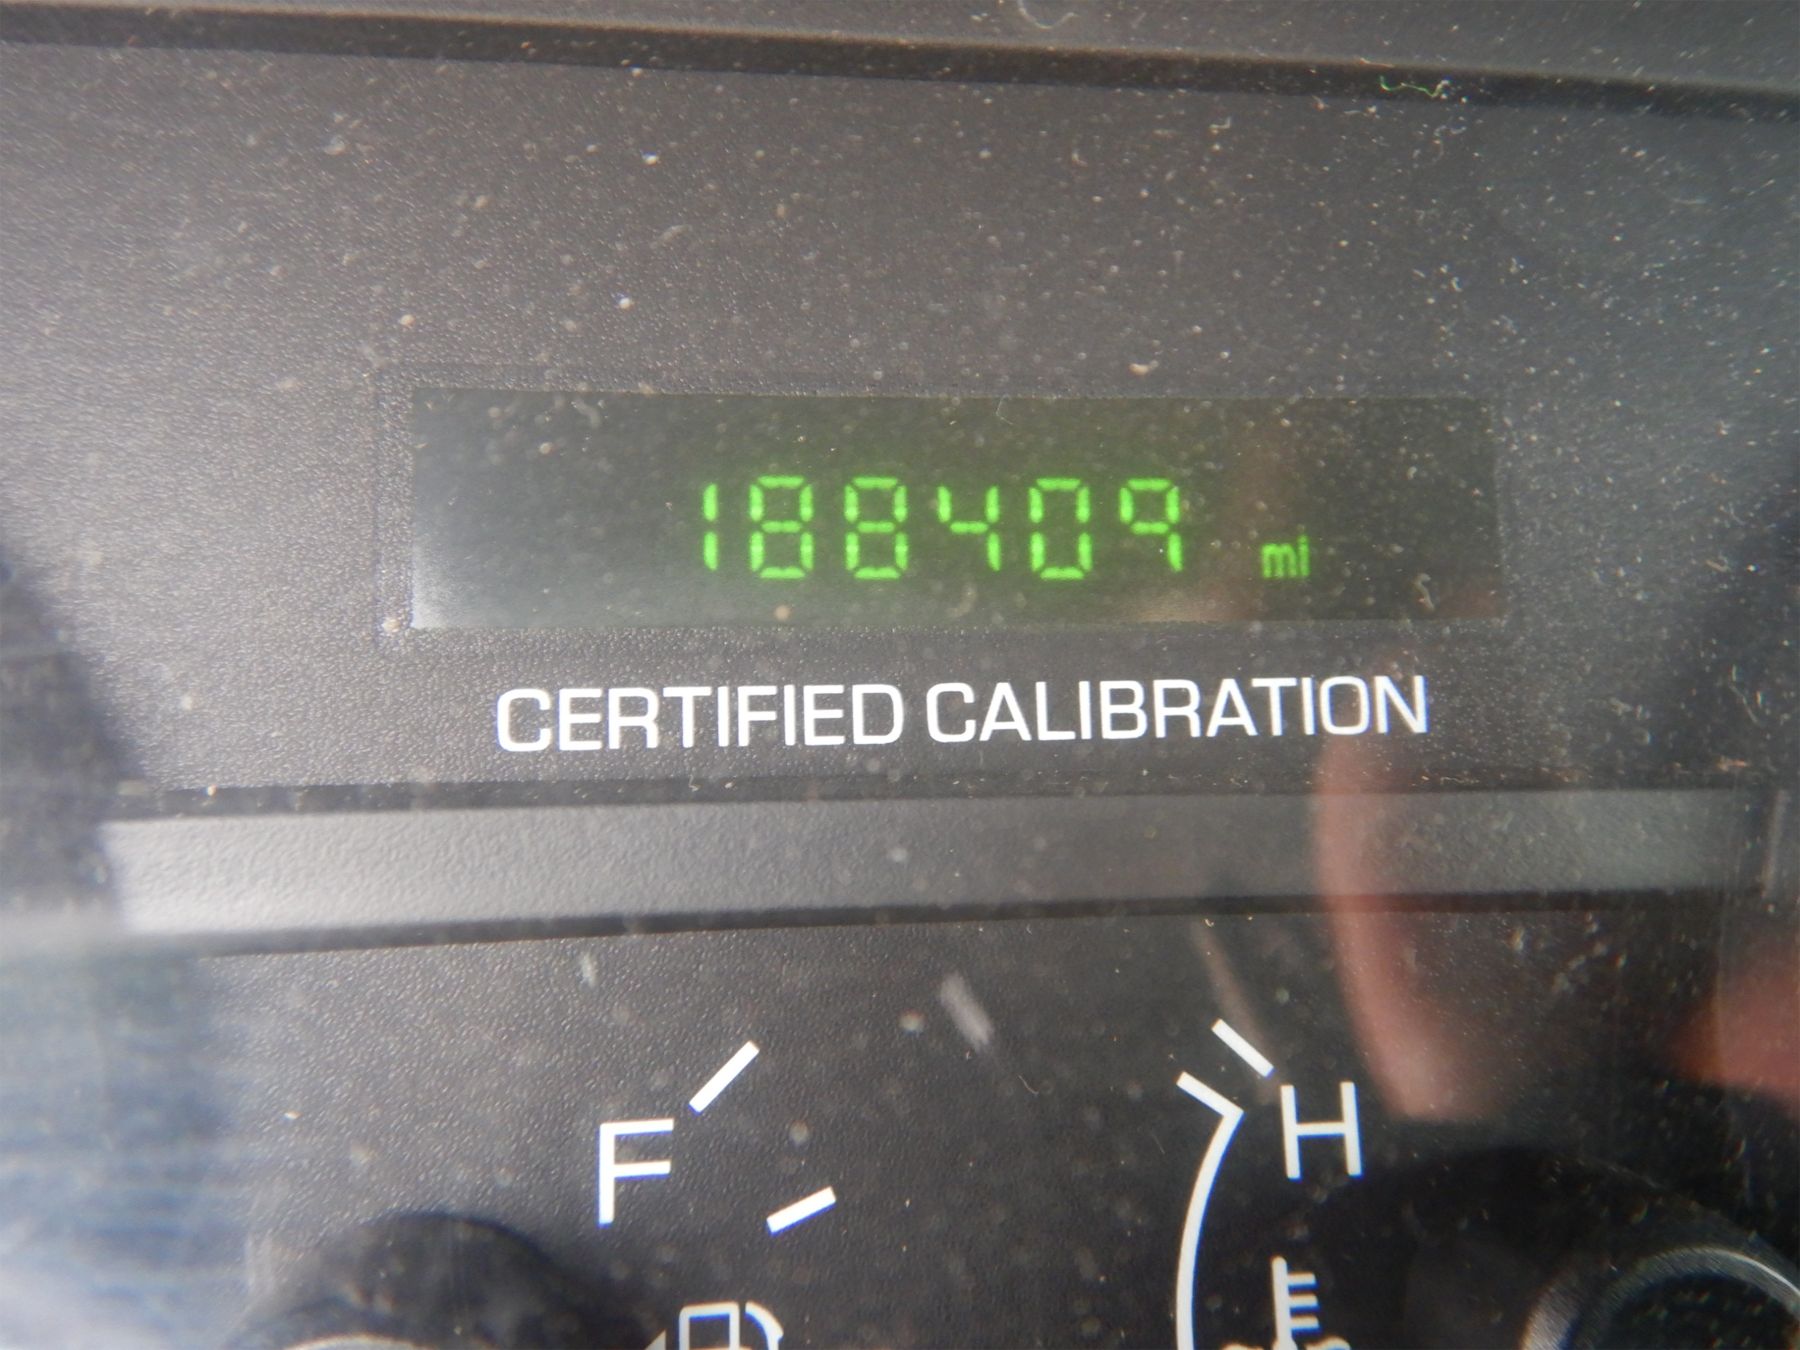 188409 mi
CERTIFIED CALIBRATION
F H